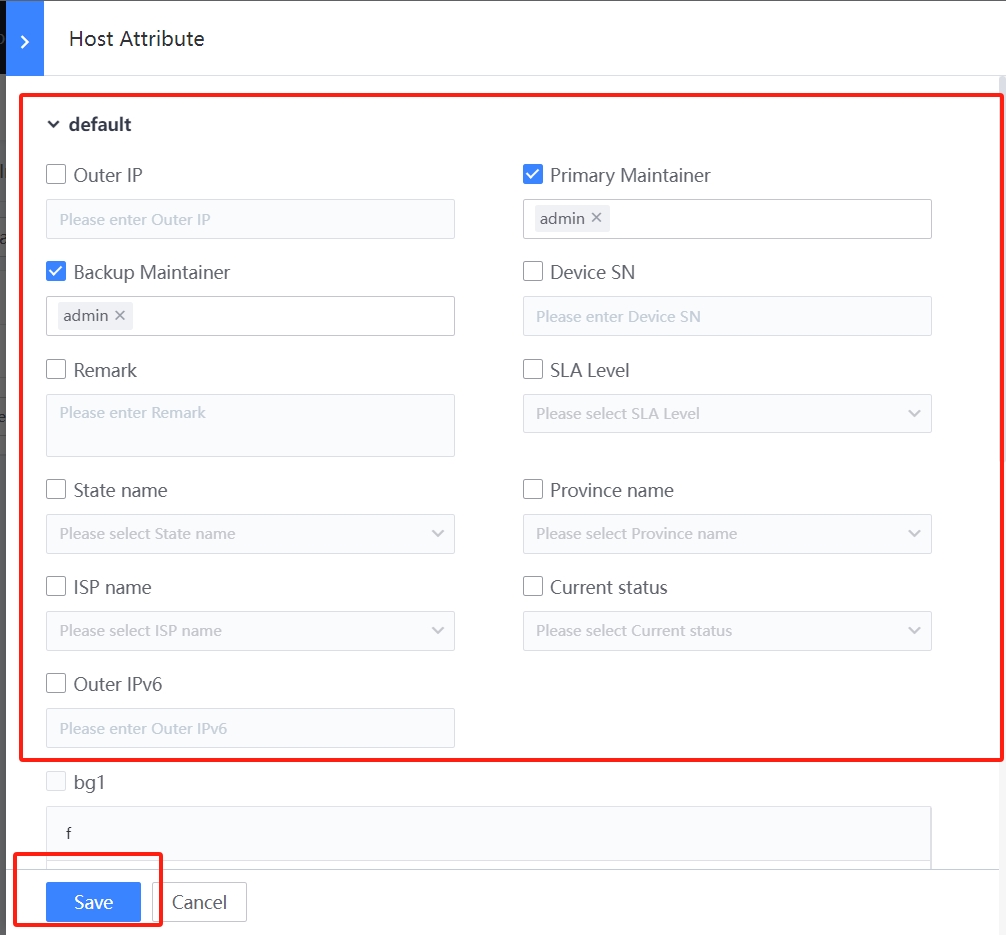 Host Attribute
default
Outer IP
Please enter Outer IP
Primary Maintainer
admin
Backup Maintainer
admin
Device SN
Please enter Device SN
Remark
Please enter Remark
SLA Level
Please select SLA Level
State name
Please select State name
Province name
Please select Province name
ISP name
Please select ISP name
Current status
Please select Current status
Outer IPv6
Please enter Outer IPv6
bg1
f
Save
Cancel